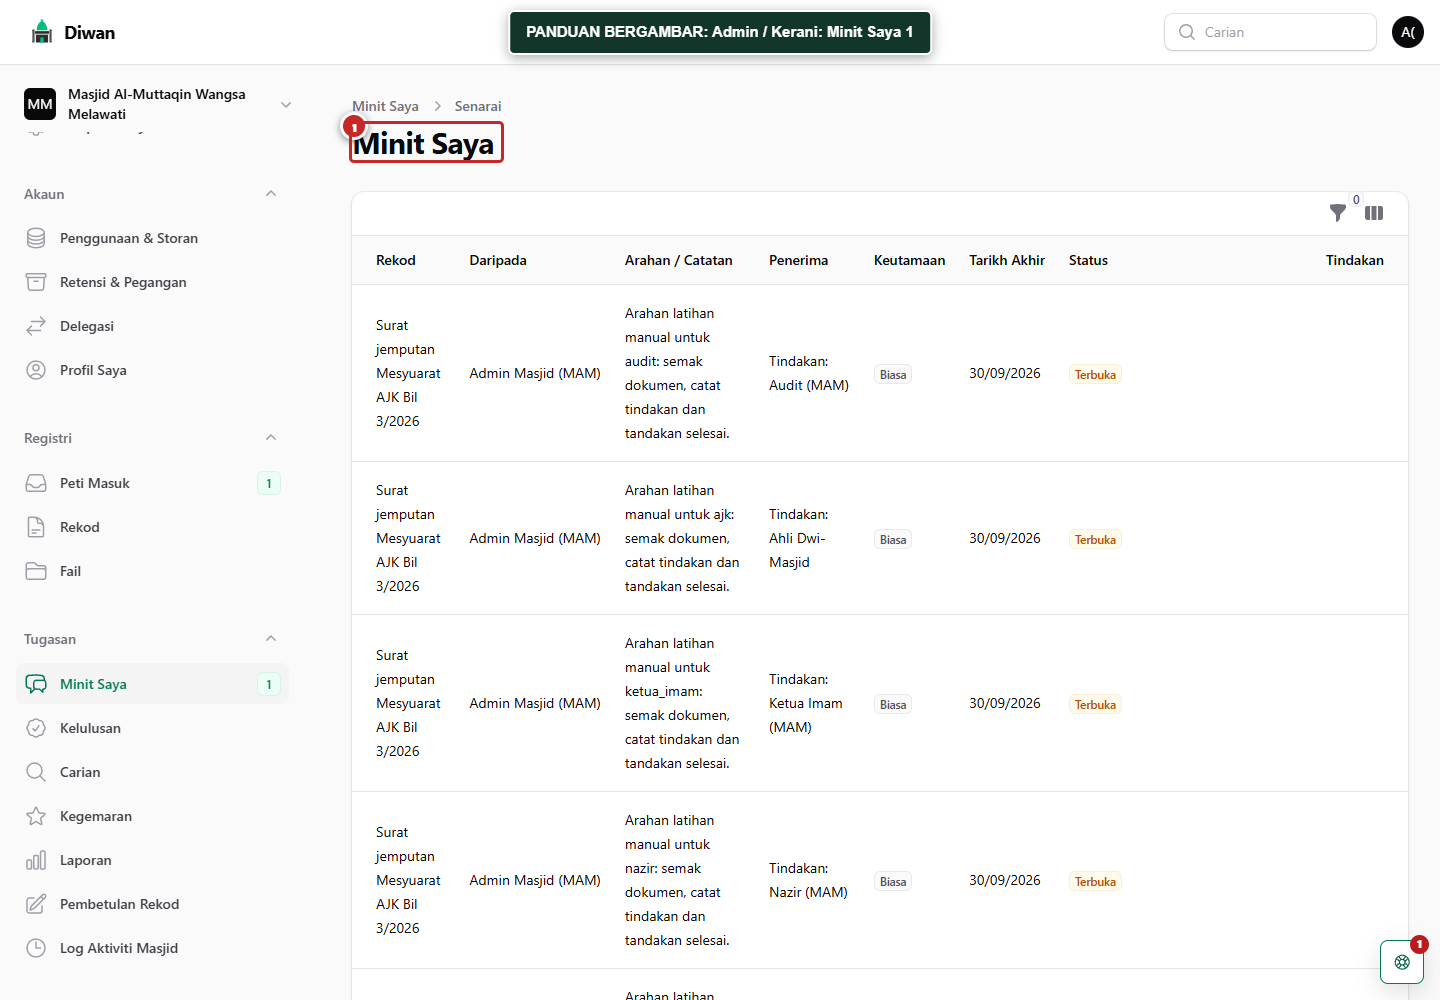 Diwan
PANDUAN BERGAMBAR: Admin / Kerani: Minit Saya 1
Carian
A(
MM
Masjid Al-Muttaqin Wangsa
Melawati
Akaun
Penggunaan & Storan
Retensi & Pegangan
Delegasi
Profil Saya
Registri
Peti Masuk 1
Rekod
Fail
Tugasan
Minit Saya 1
Kelulusan
Carian
Kegemaran
Laporan
Pembetulan Rekod
Log Aktiviti Masjid
Minit Saya > Senarai
1
Minit Saya
0
Rekod Daripada Arahan / Catatan Penerima Keutamaan Tarikh Akhir Status Tindakan
Surat
jemputan
Mesyuarat
AJK Bil
3/2026
Admin Masjid (MAM)
Arahan latihan
manual untuk
audit: semak
dokumen, catat
tindakan dan
tandakan selesai.
Tindakan:
Audit (MAM)
Biasa
30/09/2026
Terbuka
Surat
jemputan
Mesyuarat
AJK Bil
3/2026
Admin Masjid (MAM)
Arahan latihan
manual untuk ajk:
semak dokumen,
catat tindakan dan
tandakan selesai.
Tindakan:
Ahli Dwi-
Masjid
Biasa
30/09/2026
Terbuka
Surat
jemputan
Mesyuarat
AJK Bil
3/2026
Admin Masjid (MAM)
Arahan latihan
manual untuk
ketua_imam:
semak dokumen,
catat tindakan dan
tandakan selesai.
Tindakan:
Ketua Imam
(MAM)
Biasa
30/09/2026
Terbuka
Surat
jemputan
Mesyuarat
AJK Bil
3/2026
Admin Masjid (MAM)
Arahan latihan
manual untuk
nazir: semak
dokumen, catat
tindakan dan
tandakan selesai.
Tindakan:
Nazir (MAM)
Biasa
30/09/2026
Terbuka
Arahan latihan
1